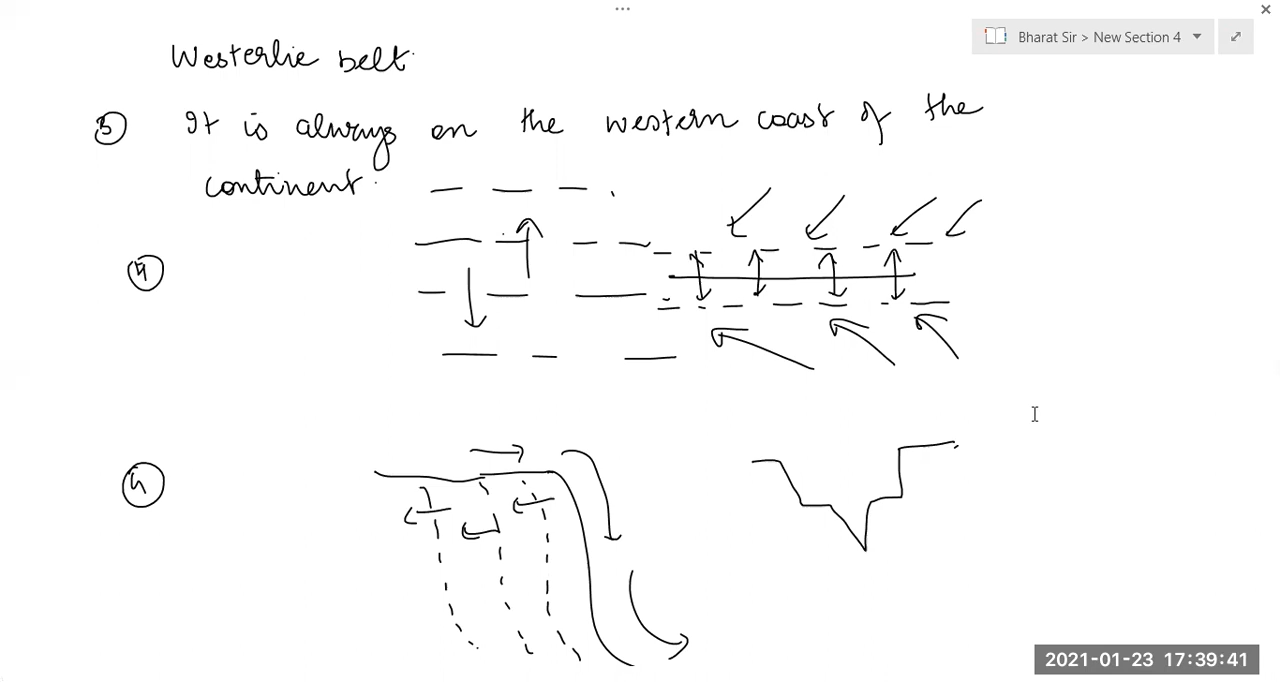 Bharat Sir > New Section 4
Westerlie belt.
③ It is always on the western coast of the
continent.
④
2021-01-23 17:39:41